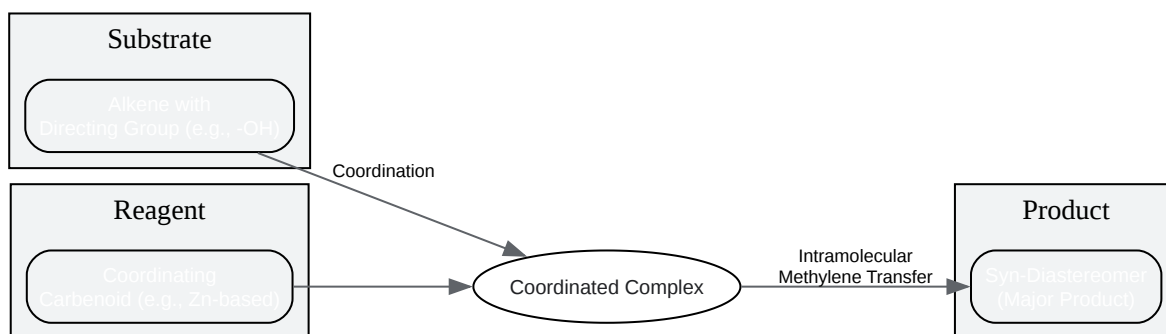 Substrate
Alkene with
Directing Group (e.g., -OH)
Coordination
Reagent
Coordinating
Carbenoid (e.g., Zn-based)
Coordinated Complex
Intramolecular
Methylene Transfer
Product
Syn-Diastereomer
(Major Product)